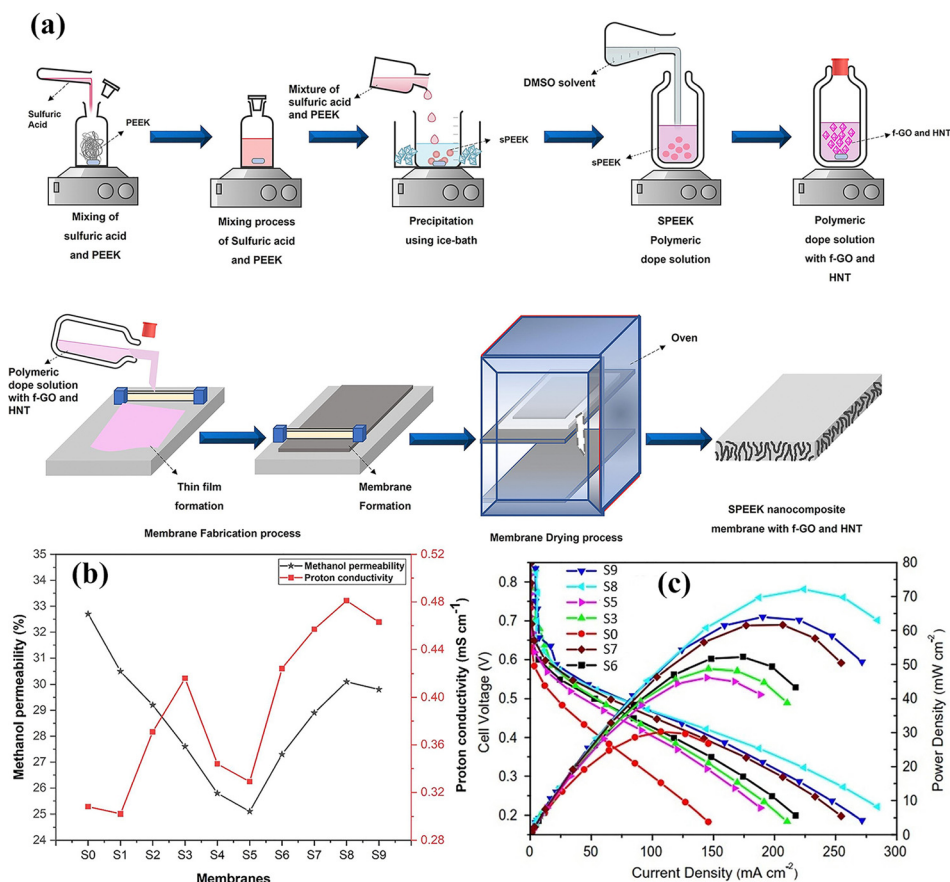 (a)
Sulfuric
Acid
PEEK
Mixture of
sulfuric acid
and PEEK
sPEEK
DMSO solvent
sPEEK
f-GO and HNT
Mixing of
sulfuric acid
and PEEK
Mixing process
of Sulfuric acid
and PEEK
Precipitation
using ice-bath
SPEEK
Polymeric
dope solution
Polymeric
dope solution
with f-GO and
HNT
Polymeric
dope solution
with f-GO and
HNT
Thin film
formation
Membrane
Formation
Oven
Membrane Fabrication process
Membrane Drying process
SPEEK nanocomposite
membrane with f-GO and HNT
(b)
Methanol permeability
Proton conductivity
Methanol permeability (%)
35
34
33
32
31
30
29
28
27
26
25
24
Proton conductivity (mS cm-1)
0.52
0.48
0.44
0.40
0.36
0.32
0.28
S0 S1 S2 S3 S4 S5 S6 S7 S8 S9
Membranes
(c)
S9
S8
S5
S3
S0
S7
S6
Cell Voltage (V)
0.8
0.7
0.6
0.5
0.4
0.3
0.2
Power Density (mW cm-2)
80
70
60
50
40
30
20
10
0
0 50 100 150 200 250 300
Current Density (mA cm-2)